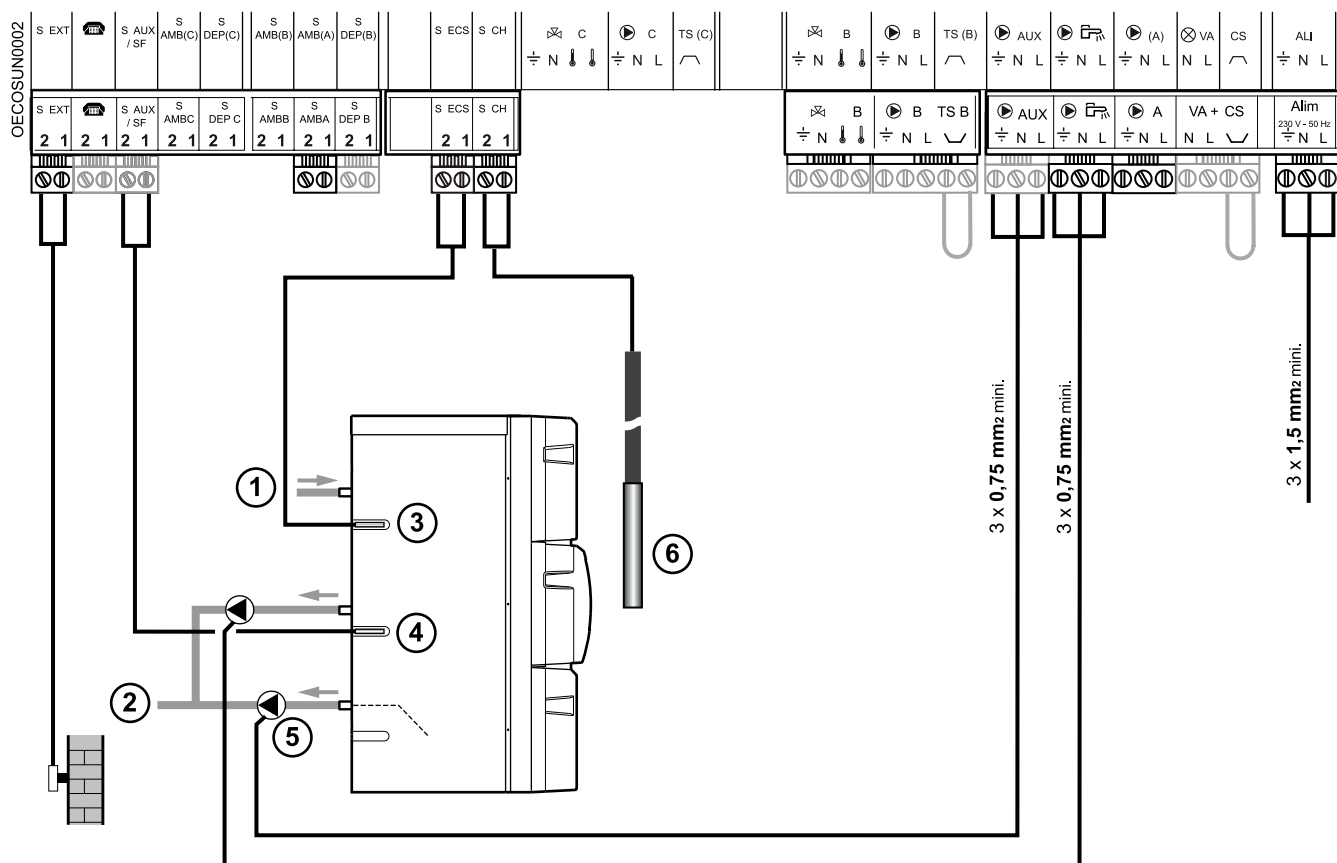 OECOSUN0002
S EXT
S AUX
/ SF
S
AMB(C)
S
DEP(C)
S
AMB(B)
S
AMB(A)
S
DEP(B)
S ECS
S CH
C
N
C
N L
TS (C)
B
N
B
N L
TS (B)
AUX
N L
N L
(A)
N L
VA
N L
CS
ALI
N L
S EXT
2 1
2 1
S AUX
/ SF
2 1
S
AMBC
2 1
S
DEP C
2 1
S
AMBB
2 1
S
AMBA
2 1
S
DEP B
2 1
S ECS
2 1
S CH
2 1
B
N
B
N L
TS B
AUX
N L
N L
A
N L
VA + CS
N L
Alim
230 V - 50 Hz
N L
1
2
3
4
5
6
3 x 0,75 mm2 mini.
3 x 0,75 mm2 mini.
3 x 1,5 mm2 mini.